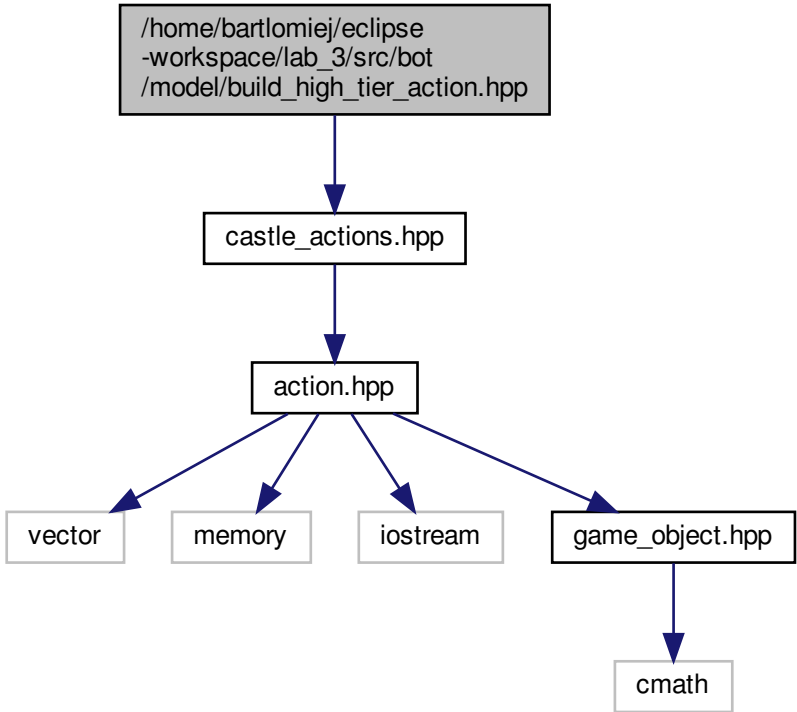 /home/bartlomiej/eclipse
-workspace/lab_3/src/bot
/model/build_high_tier_action.hpp
castle_actions.hpp
action.hpp
vector
memory
iostream
game_object.hpp
cmath